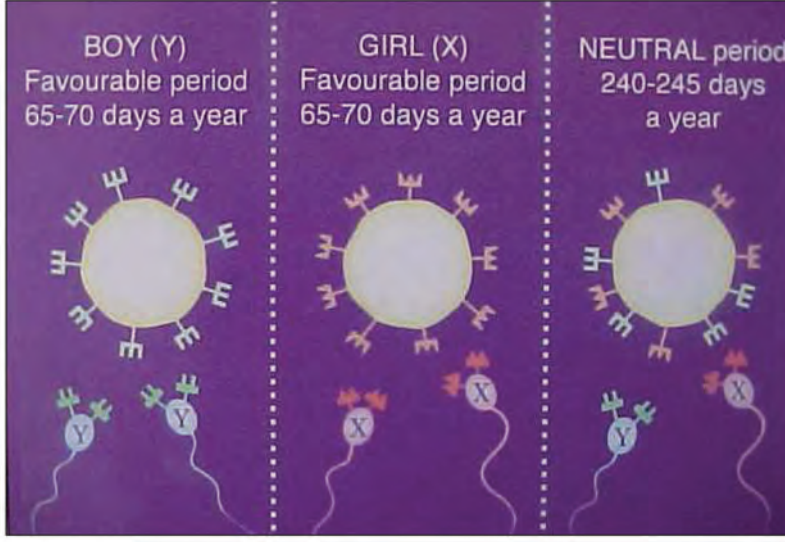 BOY (Y)
Favourable period
65-70 days a year
GIRL (X)
Favourable period
65-70 days a year
NEUTRAL period
240-245 days
a year
Y
Y
X
X
Y
X